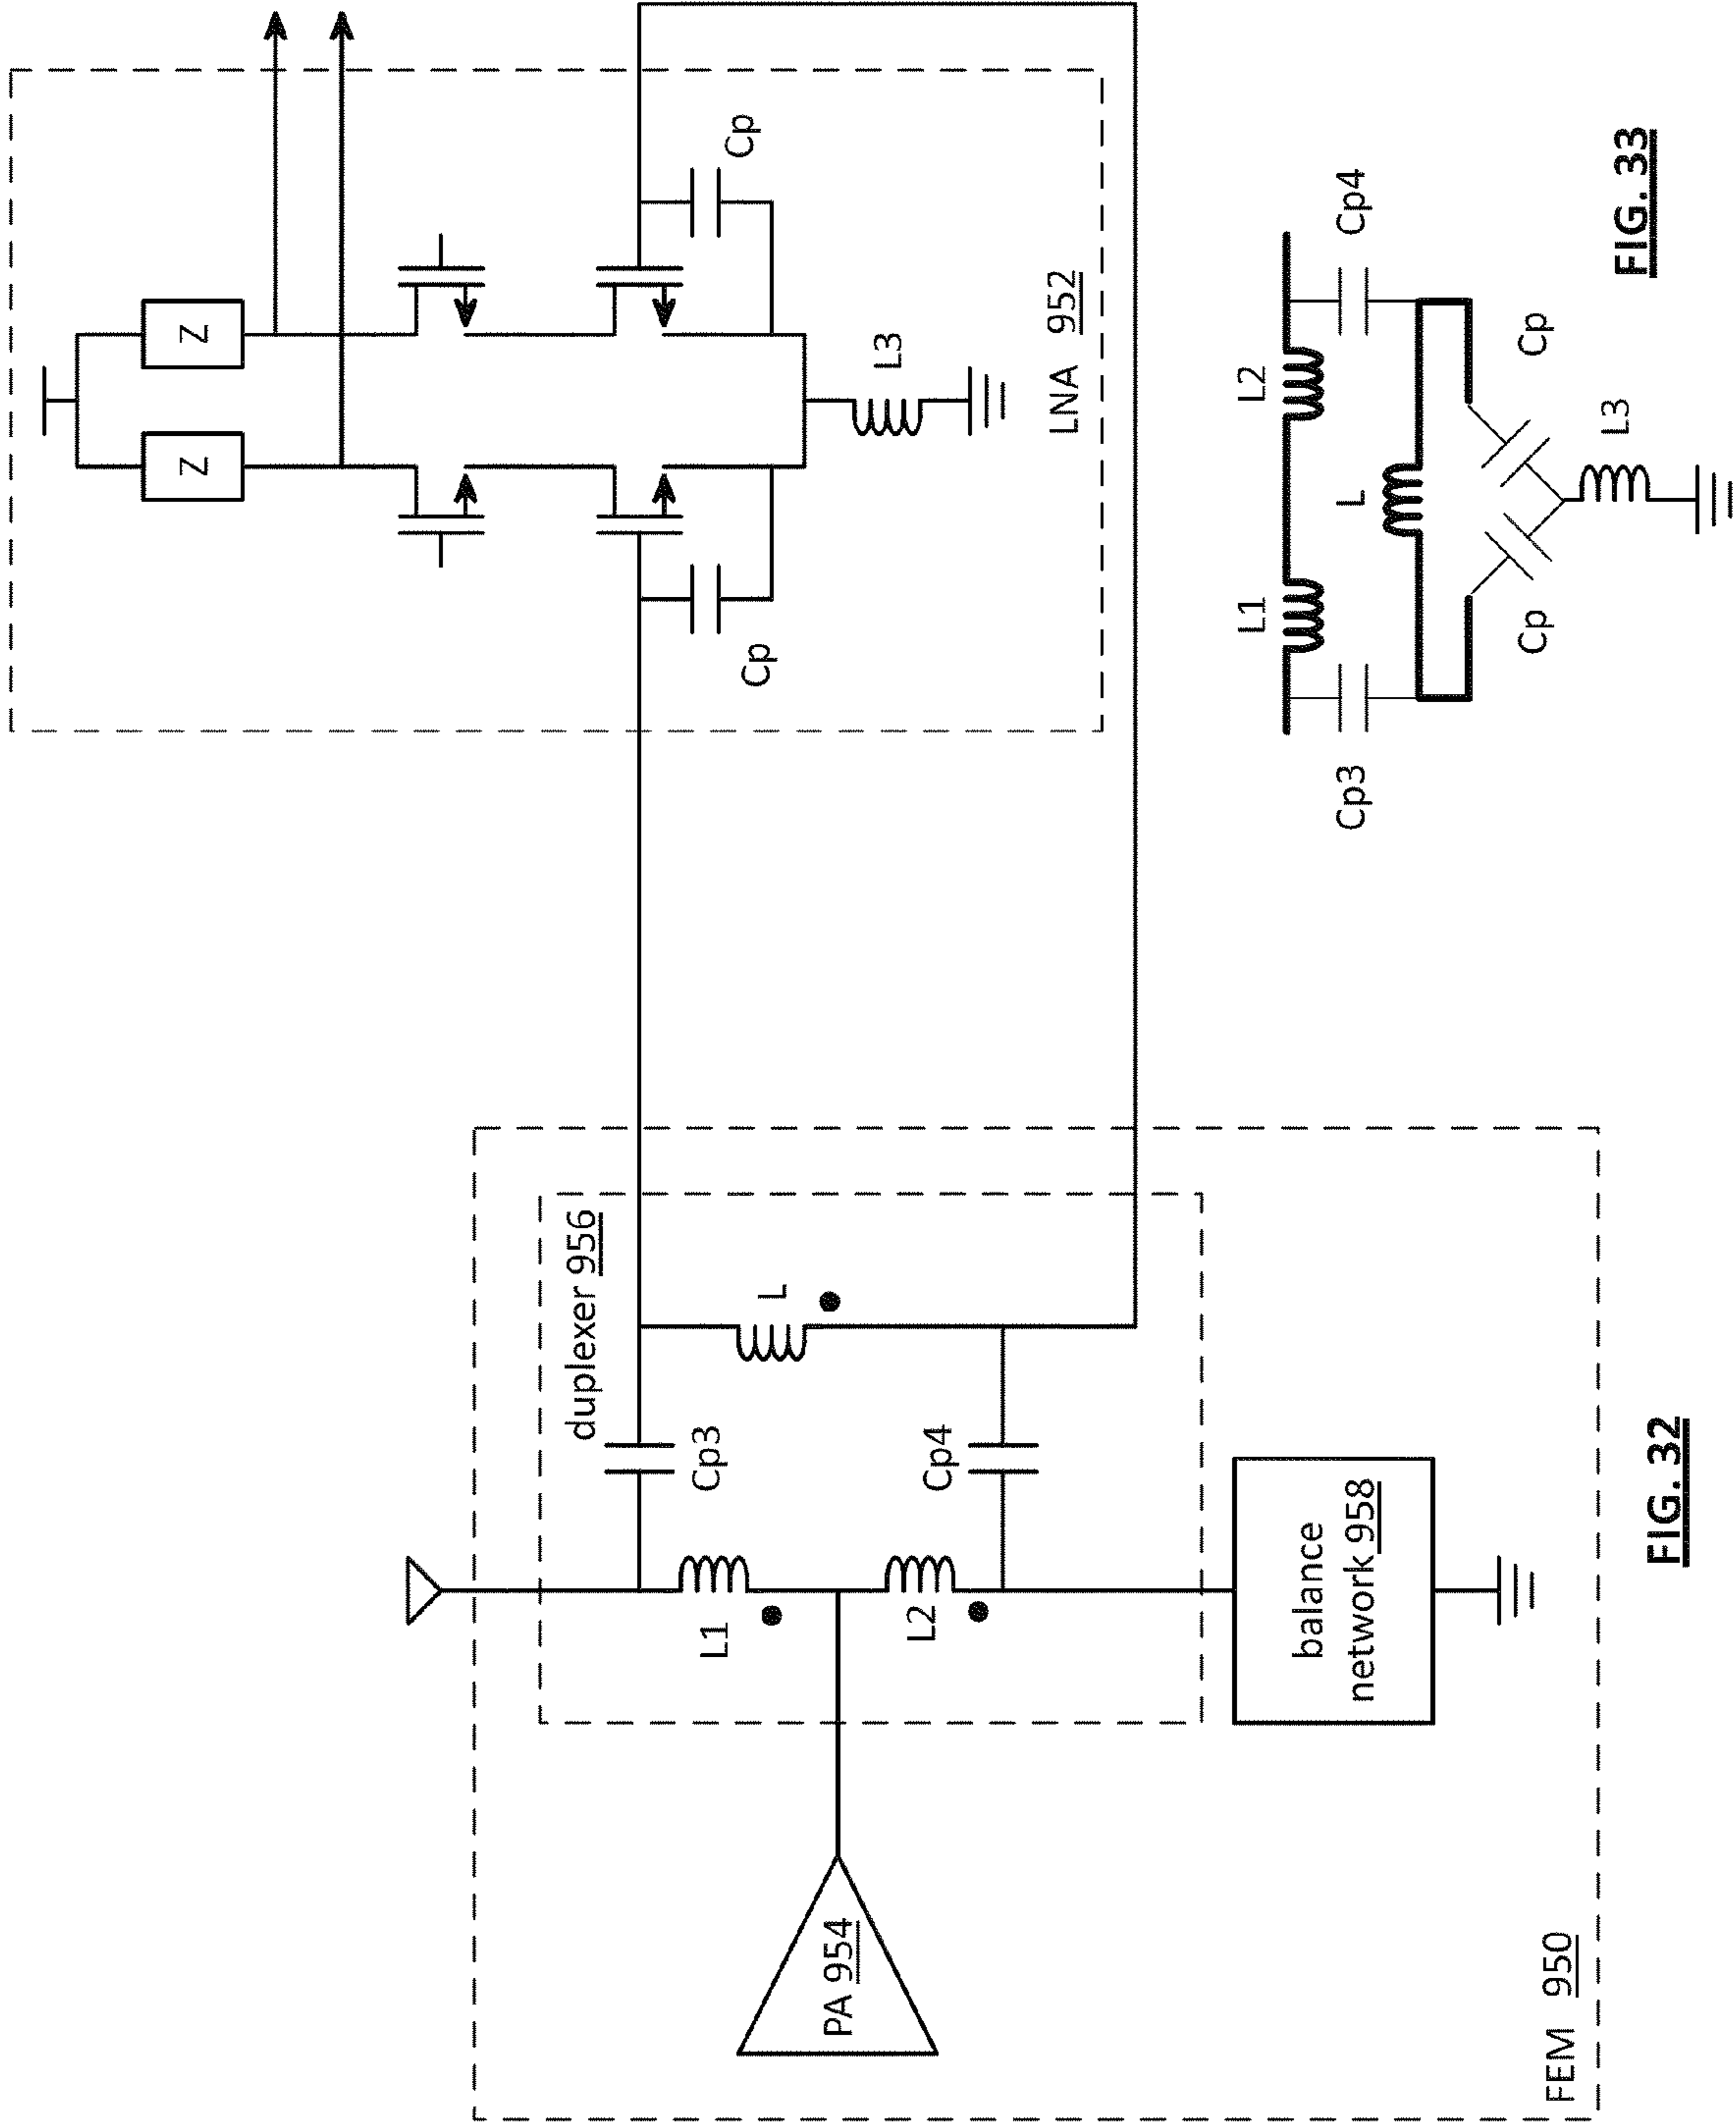 FEM 950
PA 954
duplexer 956
L1
L2
Cp3
Cp4
L
balance
network 958
LNA 952
Z
Z
Cp
Cp
L3
FIG. 32
L1
L2
Cp3
L
Cp4
Cp
Cp
L3
FIG. 33